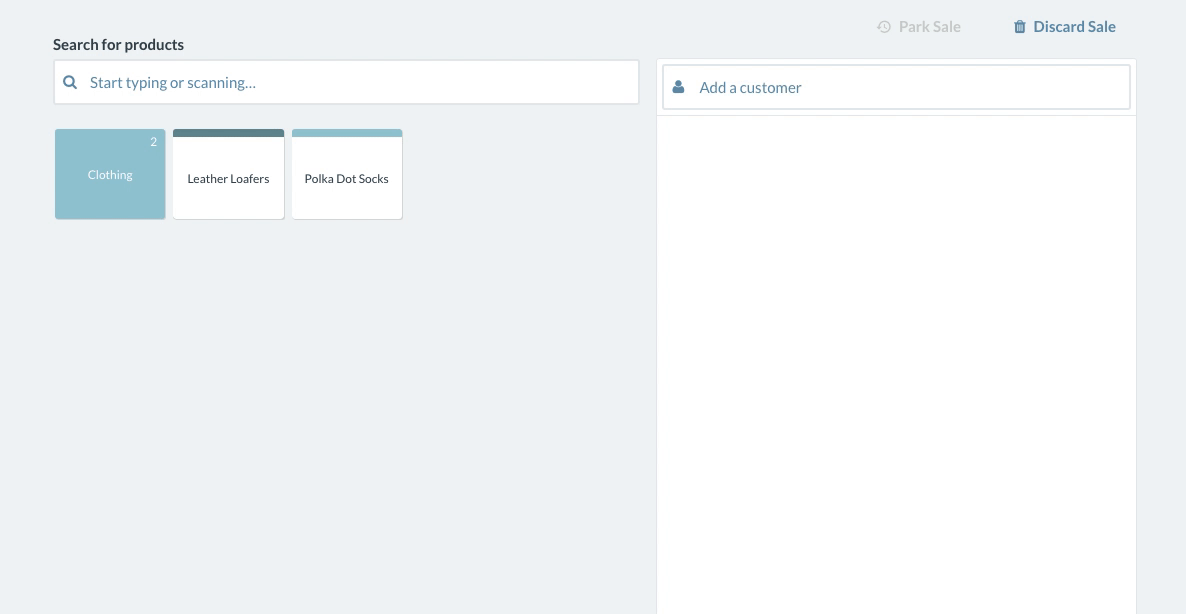 Park Sale
Discard Sale
Search for products
Start typing or scanning...
Add a customer
2
Clothing
Leather Loafers
Polka Dot Socks